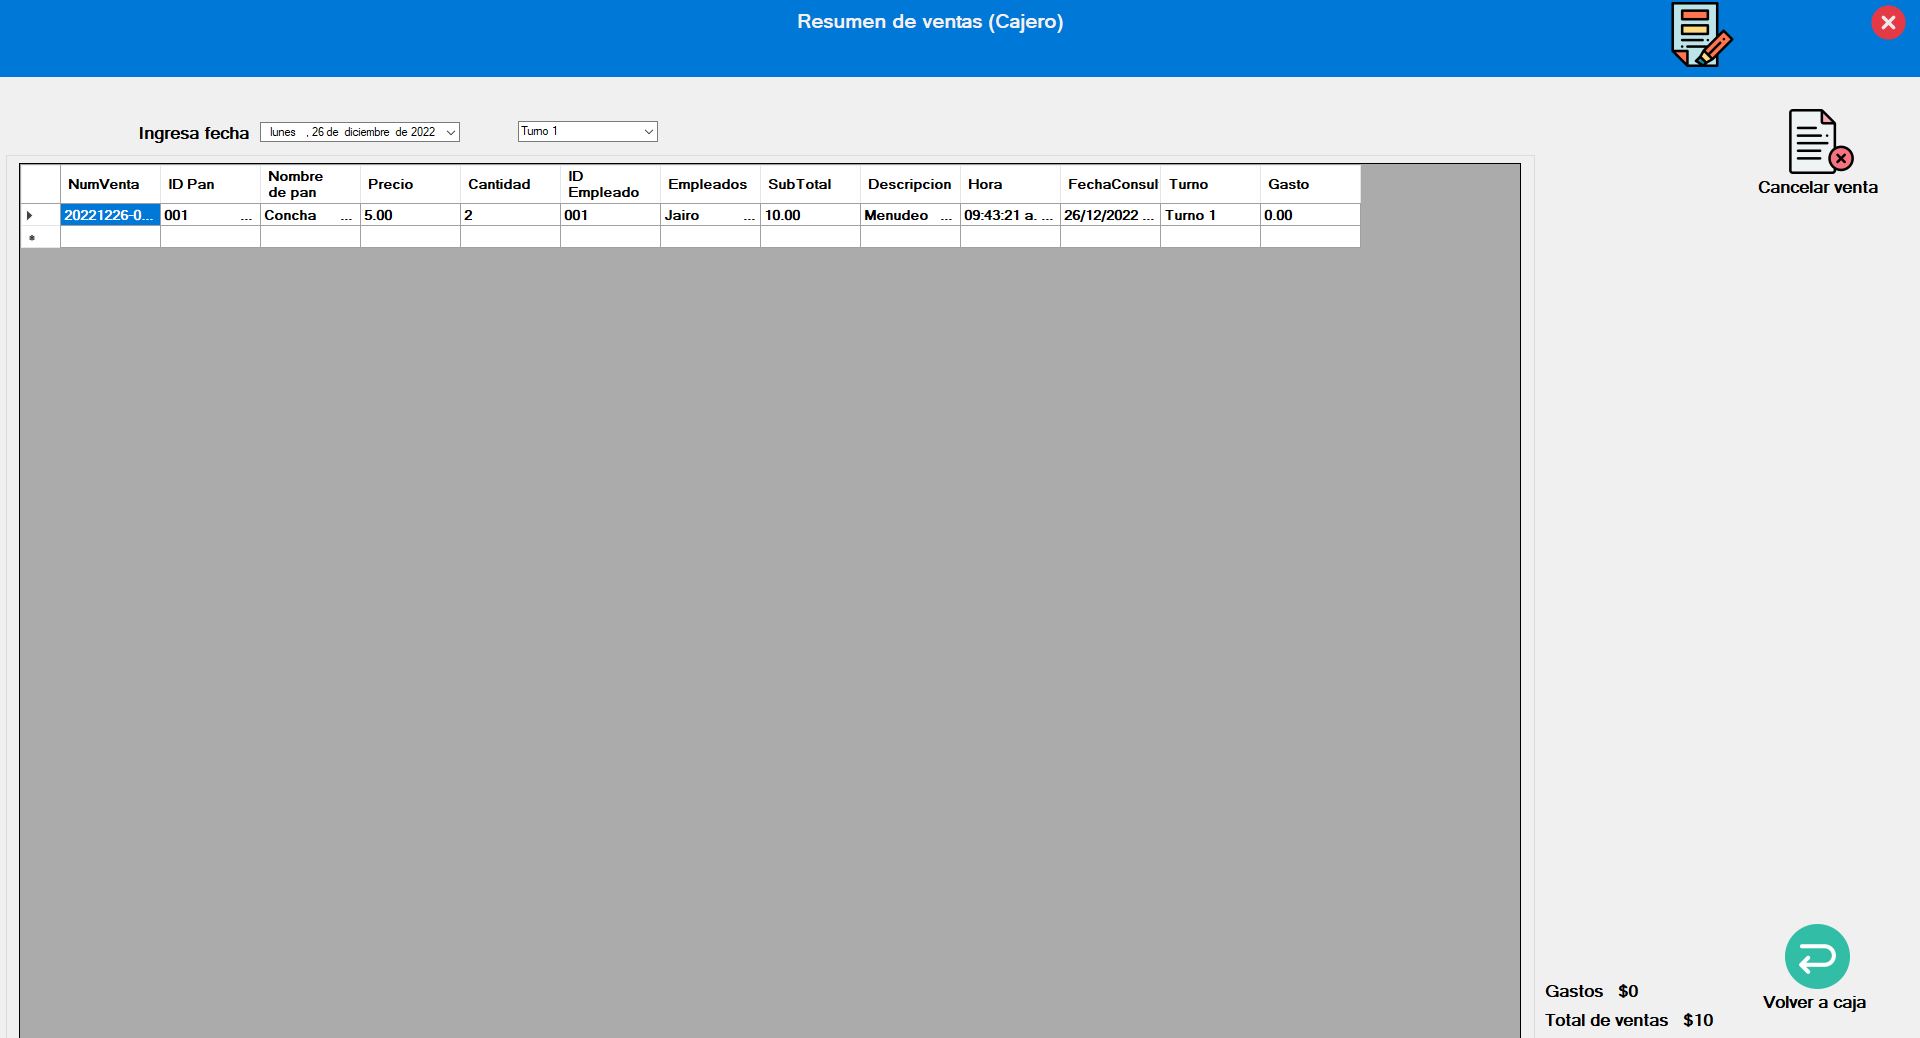 Resumen de ventas (Cajero)
Ingresa fecha lunes , 26 de diciembre de 2022 Turno 1
Cancelar venta
NumVenta ID Pan Nombre de pan Precio Cantidad ID Empleado Empleados SubTotal Descripcion Hora FechaConsul Turno Gasto
20221226-0... 001 ... Concha ... 5.00 2 001 Jairo ... 10.00 Menudeo ... 09:43:21 a. ... 26/12/2022 ... Turno 1 0.00
Gastos $0
Volver a caja
Total de ventas $10